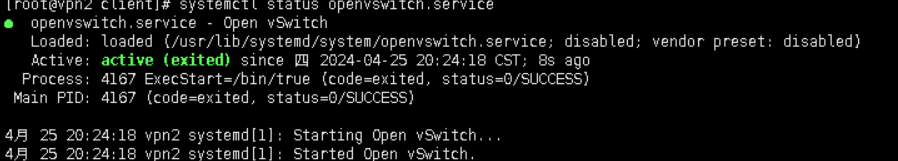 [root@vpn2 client]# systemctl status openvswitch.service
● openvswitch.service - Open vSwitch
Loaded: loaded (/usr/lib/systemd/system/openvswitch.service; disabled; vendor preset: disabled)
Active: active (exited) since 四 2024-04-25 20:24:18 CST; 8s ago
Process: 4167 ExecStart=/bin/true (code=exited, status=0/SUCCESS)
Main PID: 4167 (code=exited, status=0/SUCCESS)
4月 25 20:24:18 vpn2 systemd[1]: Starting Open vSwitch...
4月 25 20:24:18 vpn2 systemd[1]: Started Open vSwitch.